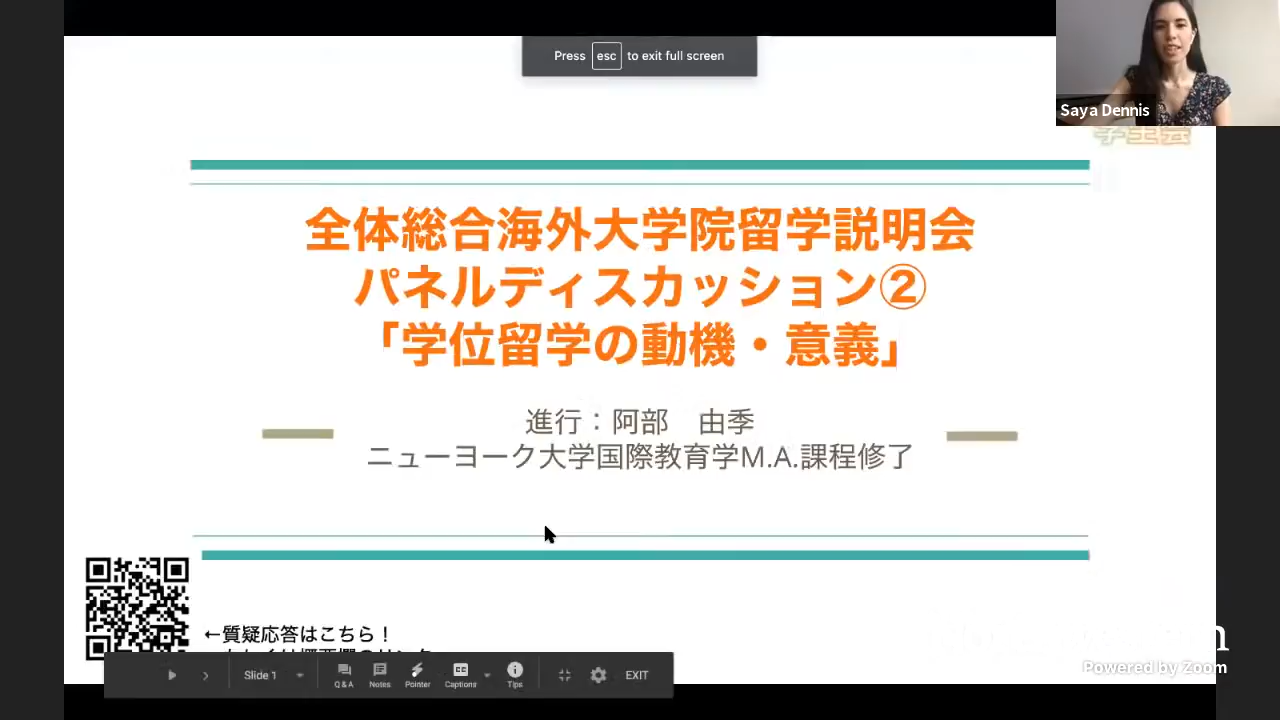 Press esc to exit full screen
Saya Dennis
学生会
全体総合海外大学院留学説明会
パネルディスカッション②
「学位留学の動機・意義」
進行：阿部　由季
ニューヨーク大学国際教育学M.A.課程修了
←質疑応答はこちら！
Powered by Zoom
Slide 1
Q&A
Notes
Pointer
Captions
Tips
EXIT